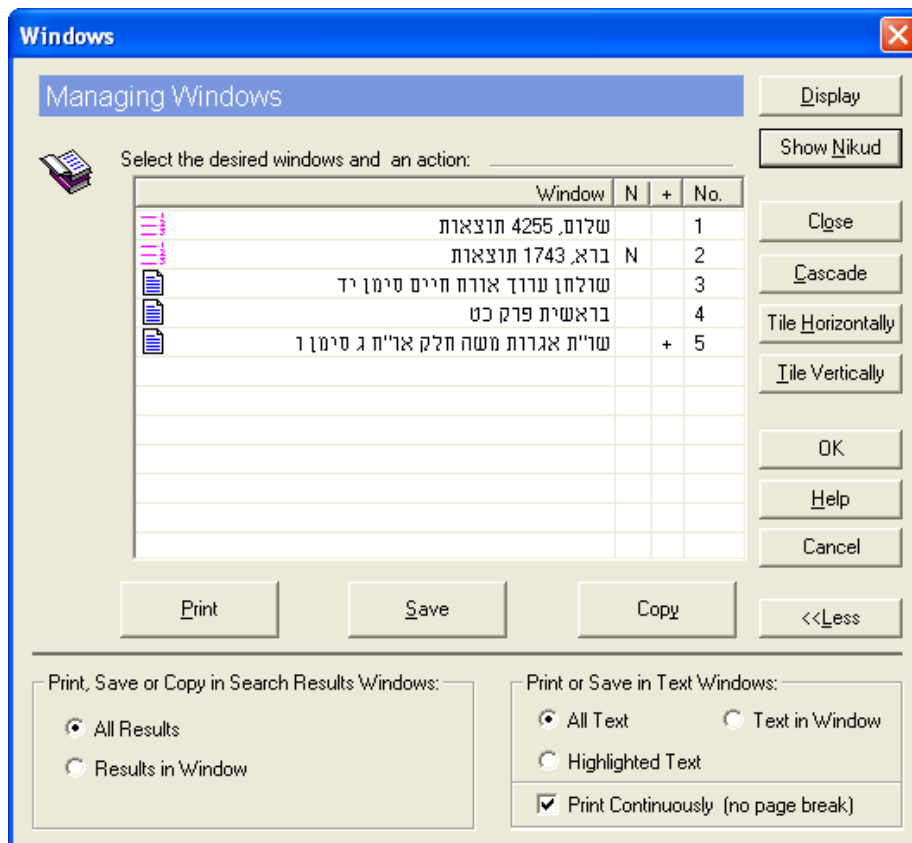 Windows
Managing Windows
Select the desired windows and an action:
Window N + No.
שלום, 4255 תוצאות 1
ברא, 1743 תוצאות N 2
שולחן ערוך אורח חיים סימן יד 3
בראשית פרק כט 4
שו"ת אגרות משה חלק או"ח ג סימן ו + 5
Display
Show Nikud
Close
Cascade
Tile Horizontally
Tile Vertically
OK
Help
Cancel
<<Less
Print Save Copy
Print, Save or Copy in Search Results Windows:
All Results
Results in Window
Print or Save in Text Windows:
All Text Text in Window
Highlighted Text
Print Continuously (no page break)